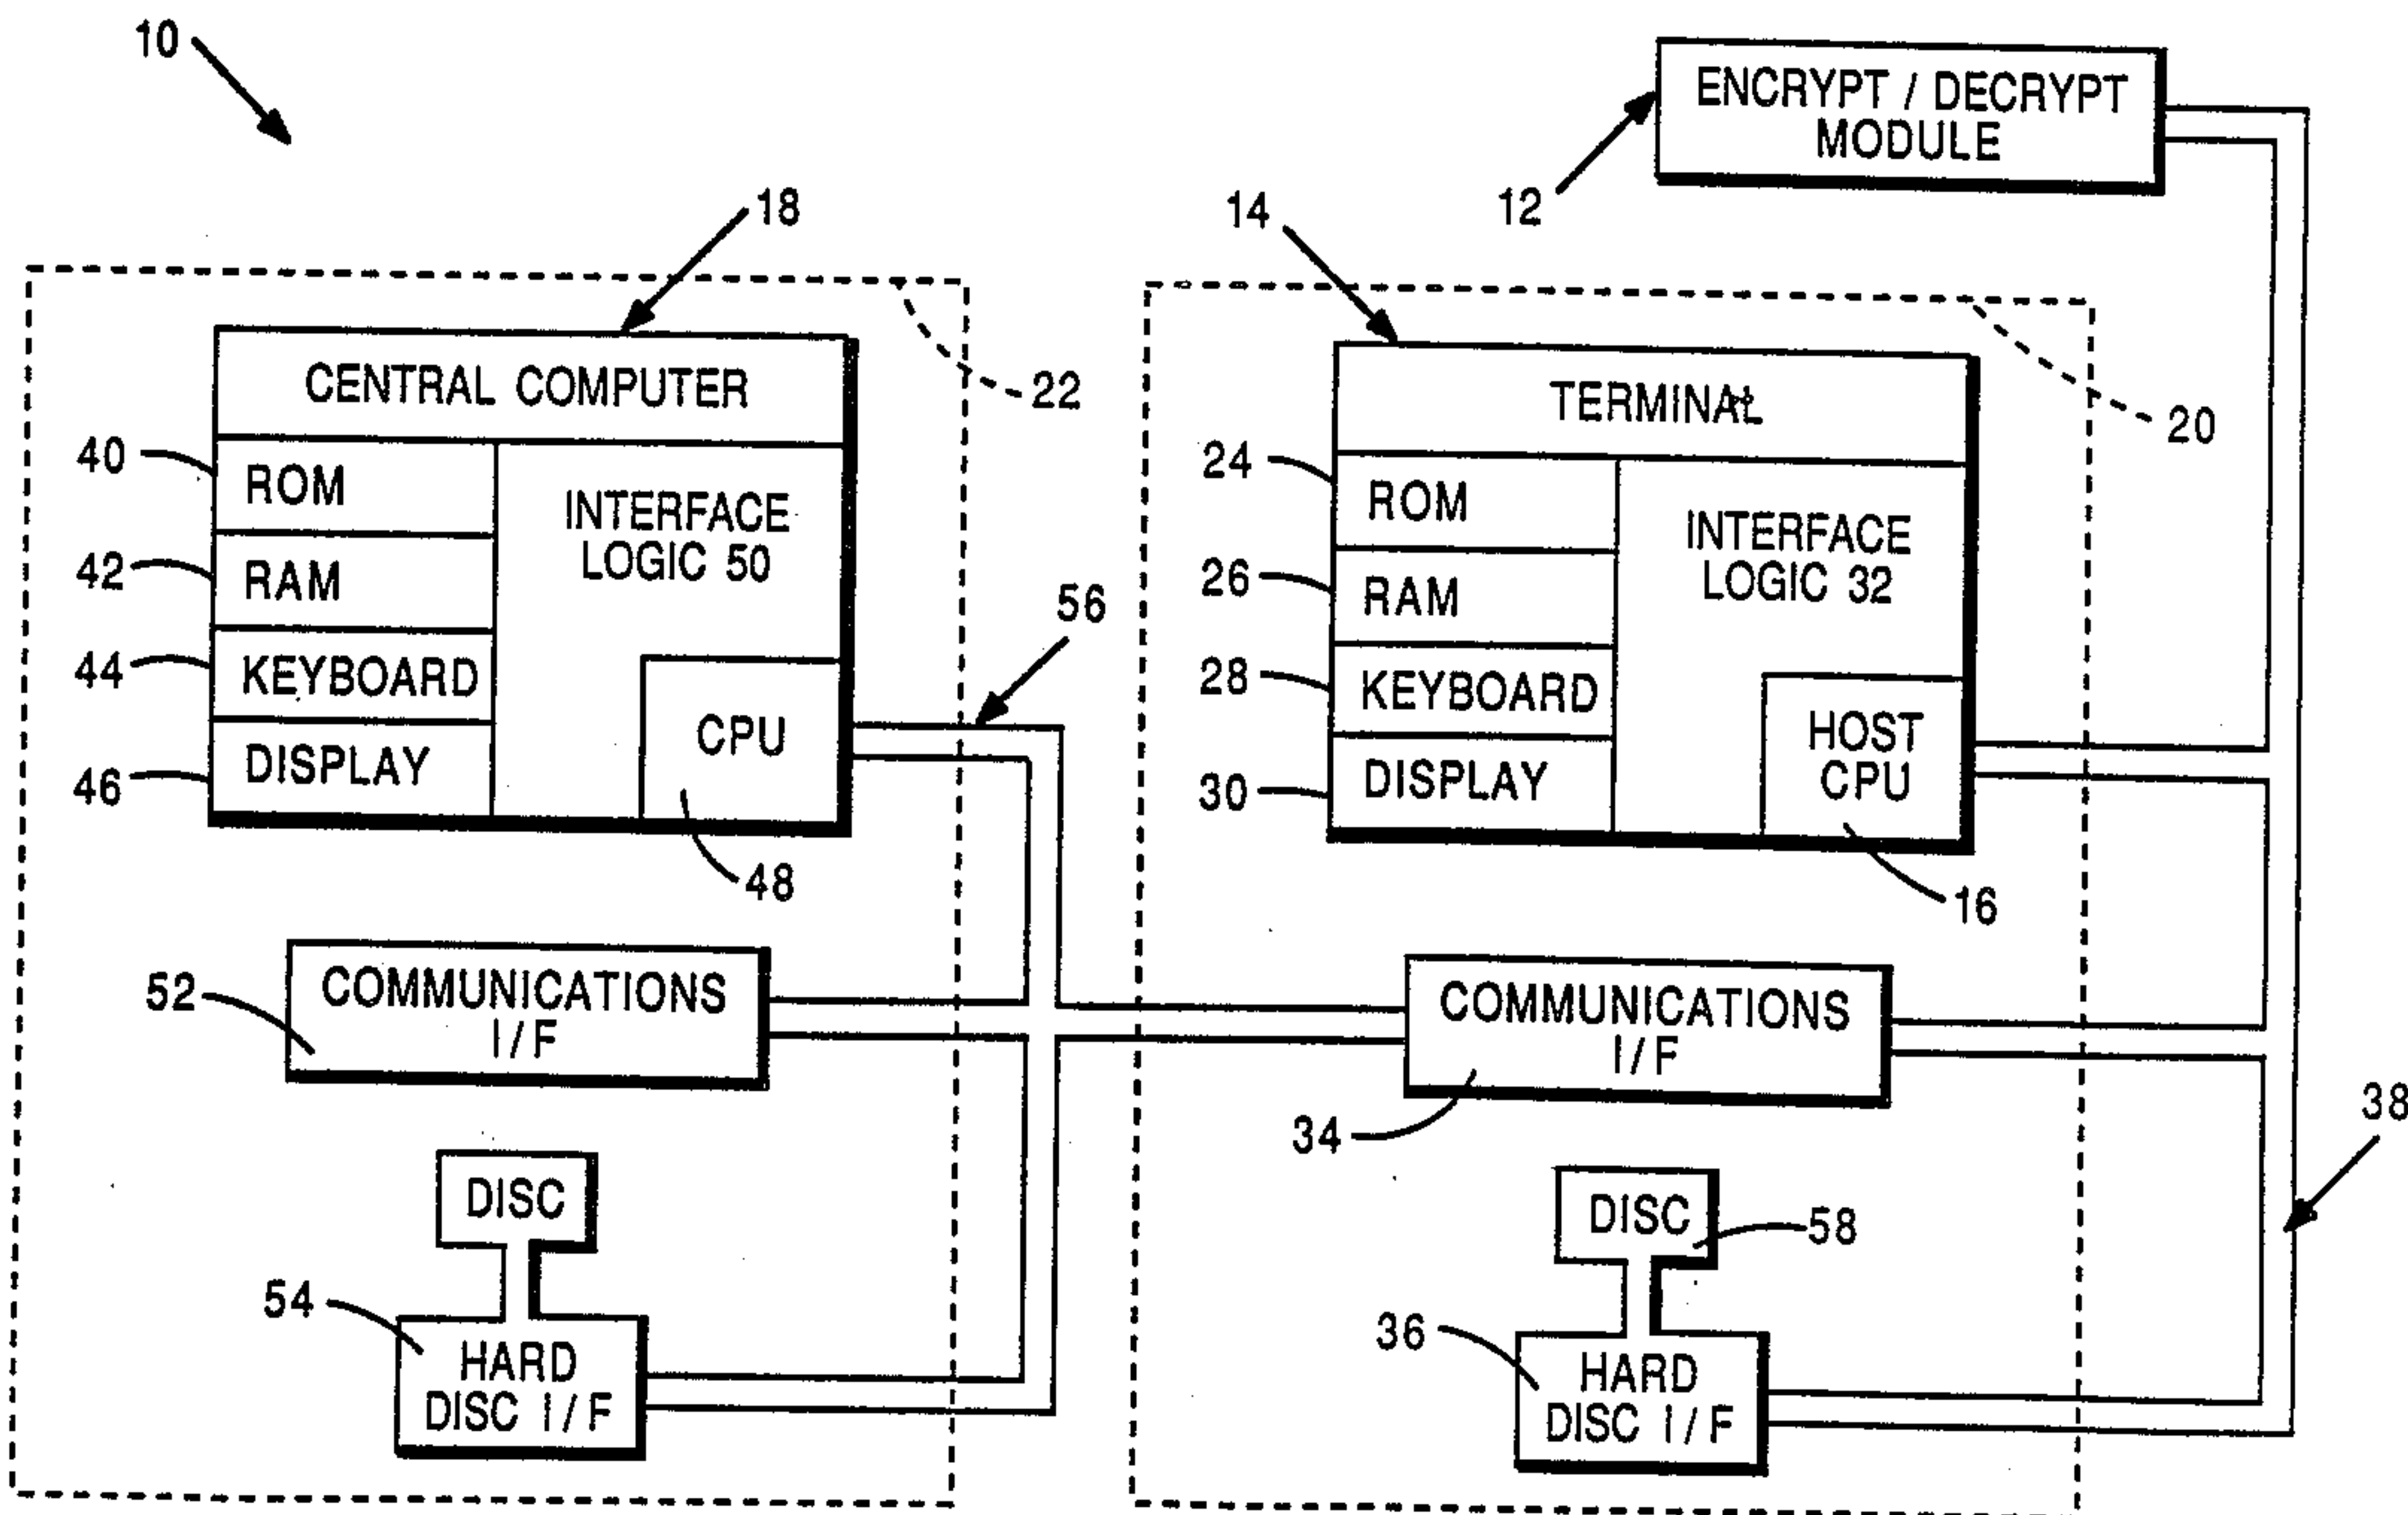 10
ENCRYPT / DECRYPT
MODULE
12
18
14
22
20
CENTRAL COMPUTER
40
ROM
INTERFACE
LOGIC 50
42
RAM
44
KEYBOARD
CPU
46
DISPLAY
48
56
TERMINAL
24
ROM
INTERFACE
LOGIC 32
26
RAM
28
KEYBOARD
HOST
CPU
30
DISPLAY
16
52
COMMUNICATIONS
I/F
COMMUNICATIONS
I/F
34
38
DISC
54
HARD
DISC I/F
DISC
58
36
HARD
DISC I/F